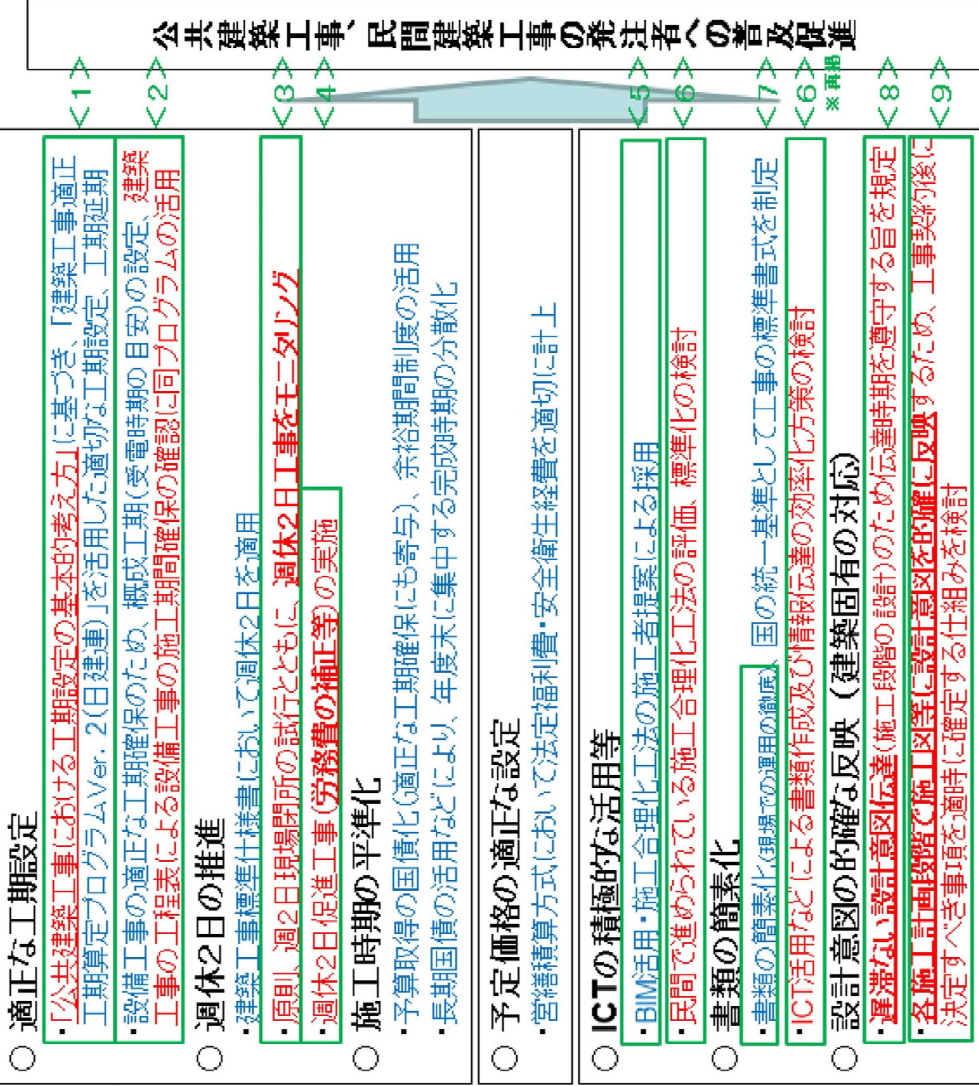 ○ 適正な工期設定
・「公共建築工事における工期設定の基本的考え方」に基づき、「建築工事適正
工期算定プログラムVer. 2(日建連)」を活用した適切な工期設定、工期延期
<1>
・設備工事の適正な工期確保のため、概成工期(受電時期の目安)の設定、建築
工事の工程表による設備工事の施工期間確保の確認に同プログラムの活用
<2>
○ 週休2日の推進
・建築工事標準仕様書において週休2日を適用
・原則、週2日現場閉所の試行とともに、週休2日工事をモニタリング
<3>
・週休2日促進工事(労務費の補正等)の実施
<4>
○ 施工時期の平準化
・予算取得の国債化(適正な工期確保にも寄与)、余裕期間制度の活用
・長期国債の活用などにより、年度末に集中する完成時期の分散化
○ 予定価格の適正な設定
・営繕積算方式において法定福利費・安全衛生経費を適切に計上
○ ICTの積極的な活用等
・BIM活用・施工合理化工法の施工者提案による採用
<5>
・民間で進められている施工合理化工法の評価、標準化の検討
<6>
○ 書類の簡素化
・書類の簡素化(現場での運用の徹底)、国の統一基準として工事の標準書式を制定
<7>
・ICT活用などによる書類作成及び情報伝達の効率化方策の検討
<6>
※再掲
○ 設計意図の的確な反映(建築固有の対応)
・遅滞ない設計意図伝達(施工段階の設計)のため伝達時期を遵守する旨を規定
<8>
・各施工計画段階で施工図等に設計意図を的確に反映するため、工事契約後に
決定すべき事項を適時に確定する仕組みを検討
<9>
公共建築工事、民間建築工事の発注者への普及促進